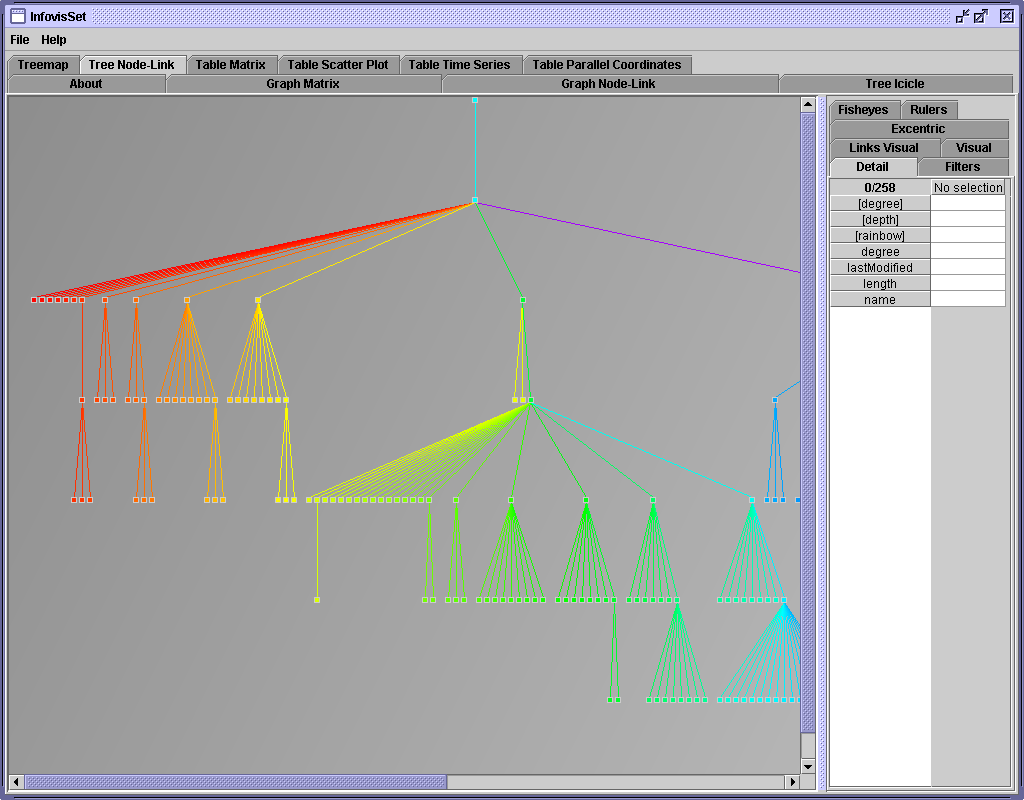 InfovisSet
File Help
Treemap Tree Node-Link Table Matrix Table Scatter Plot Table Time Series Table Parallel Coordinates
About Graph Matrix Graph Node-Link Tree Icicle
Fisheyes Rulers
Excentric
Links Visual Visual
Detail Filters
0/258 No selection
[degree]
[depth]
[rainbow]
degree
lastModified
length
name